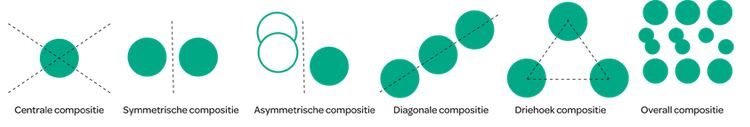 Centrale compositie
Symmetrische compositie
Asymmetrische compositie
Diagonale compositie
Driehoek compositie
Overall compositie